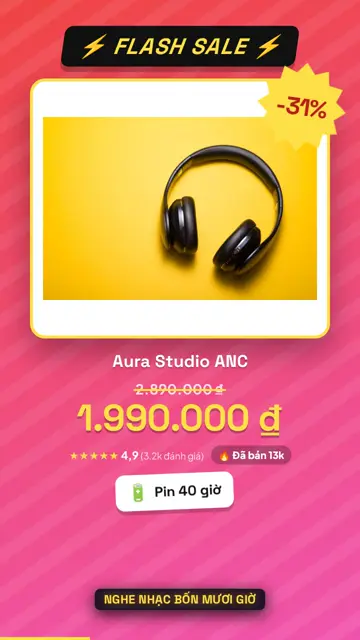 ⚡ FLASH SALE ⚡
-31%
Aura Studio ANC
2.890.000 ₫
1.990.000 ₫
★★★★★ 4,9 (3.2k đánh giá) 🔥 Đã bán 13k
🔋 Pin 40 giờ
NGHE NHẠC BỐN MƯƠI GIỜ